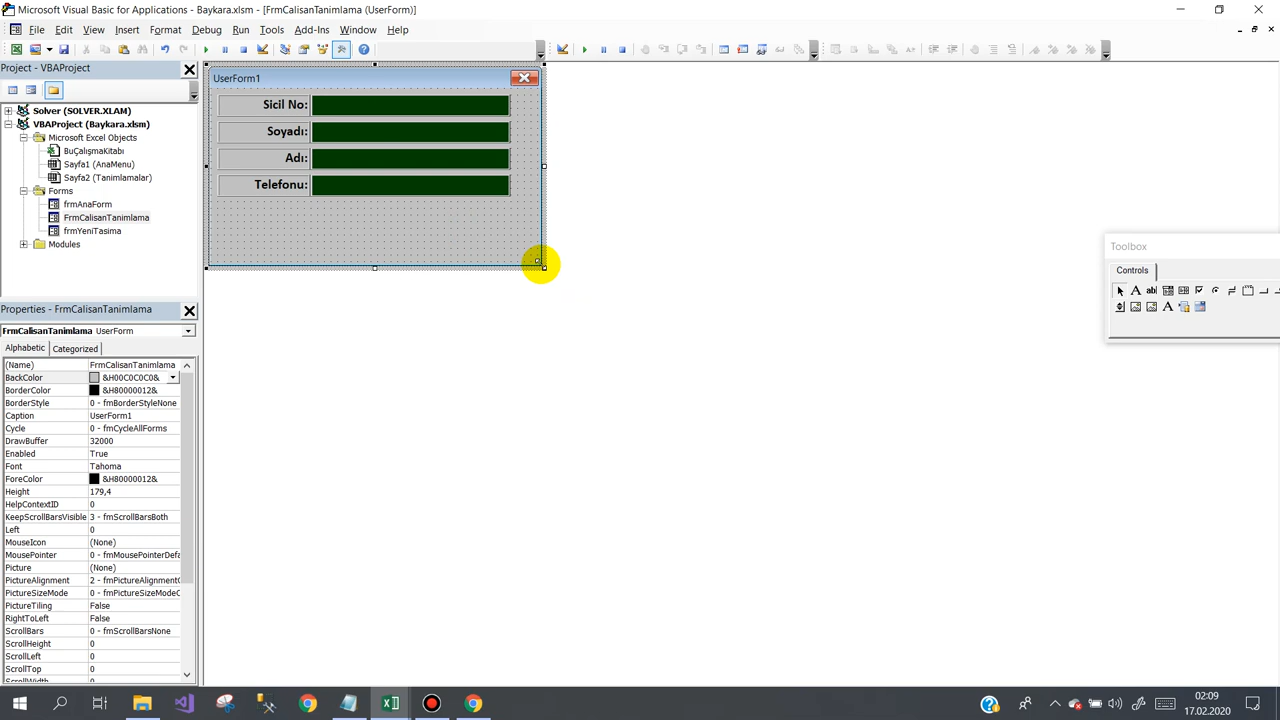 Microsoft Visual Basic for Applications - Baykara.xlsm - [FrmCalisanTanimlama (UserForm)]
File Edit View Insert Format Debug Run Tools Add-Ins Window Help
Project - VBAProject
Solver (SOLVER.XLAM)
VBAProject (Baykara.xlsm)
Microsoft Excel Objects
BuÇalışmaKitabı
Sayfa1 (AnaMenu)
Sayfa2 (Tanimlamalar)
Forms
frmAnaForm
FrmCalisanTanimlama
frmYeniTasima
Modules
UserForm1
Sicil No:
Soyadı:
Adı:
Telefonu:
Toolbox
Controls
Properties - FrmCalisanTanimlama
FrmCalisanTanimlama UserForm
Alphabetic Categorized
(Name) FrmCalisanTanimlama
BackColor &H00C0C0C0&
BorderColor &H80000012&
BorderStyle 0 - fmBorderStyleNone
Caption UserForm1
Cycle 0 - fmCycleAllForms
DrawBuffer 32000
Enabled True
Font Tahoma
ForeColor &H80000012&
Height 179,4
HelpContextID 0
KeepScrollBarsVisible 3 - fmScrollBarsBoth
Left 0
MouseIcon (None)
MousePointer 0 - fmMousePointerDefa
Picture (None)
PictureAlignment 2 - fmPictureAlignment
PictureSizeMode 0 - fmPictureSizeMode
PictureTiling False
RightToLeft False
ScrollBars 0 - fmScrollBarsNone
ScrollHeight 0
ScrollLeft 0
ScrollTop 0
ScrollWidth 0
02:09
17.02.2020